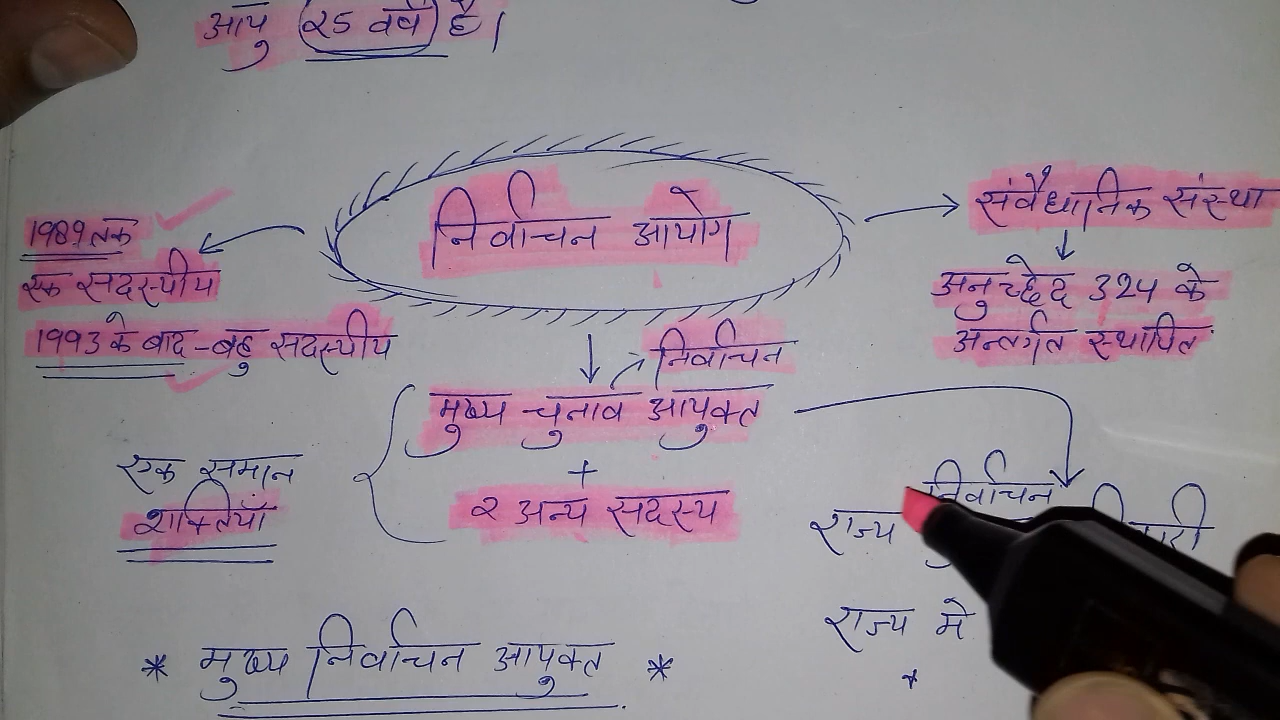 आयु (२5 वर्ष) है।
निर्वाचन आयोग
संवैधानिक संस्था
अनुच्छेद 324 के
अन्तर्गत स्थापित
1989 तक
एक सदस्यीय
1993 के बाद - बहु सदस्यीय
निर्वाचन
मुख्य चुनाव आयुक्त
+
२ अन्य सदस्य
एक समान
शक्तियाँ
निर्वाचन
राज्य
राज्य मे
* मुख्य निर्वाचन आयुक्त *